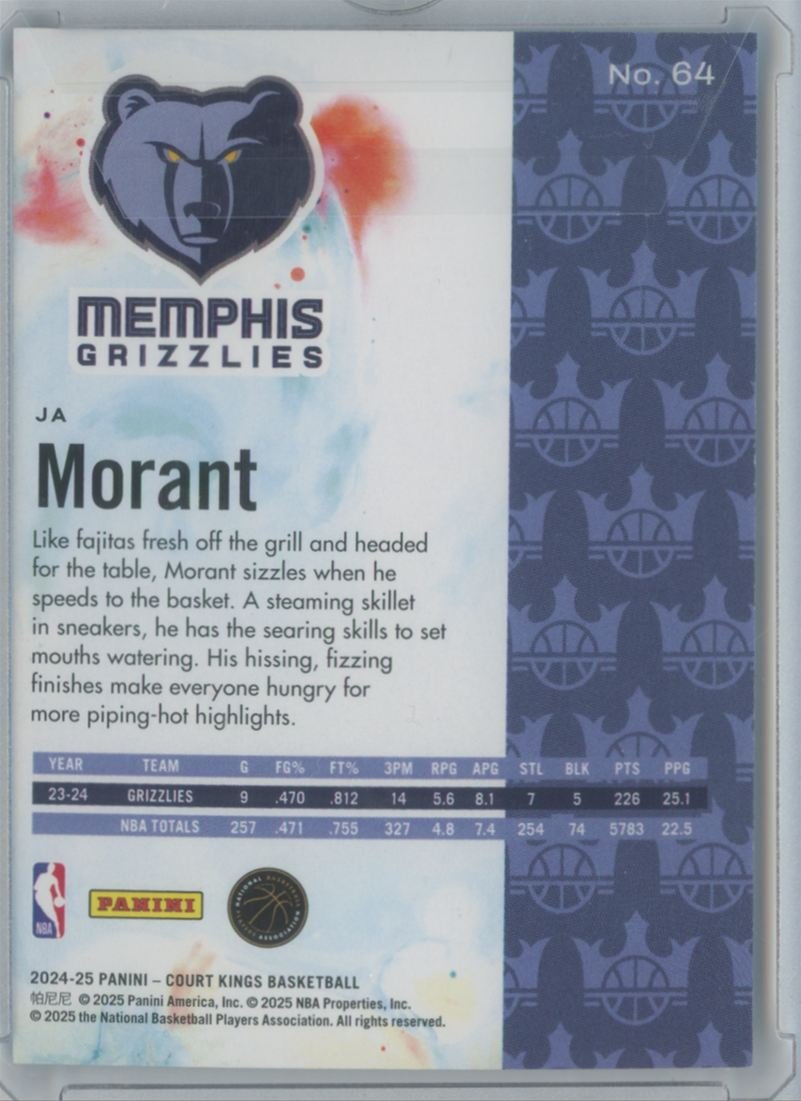 No. 64
MEMPHIS
GRIZZLIES
JA
Morant
Like fajitas fresh off the grill and headed
for the table, Morant sizzles when he
speeds to the basket. A steaming skillet
in sneakers, he has the searing skills to set
mouths watering. His hissing, fizzing
finishes make everyone hungry for
more piping-hot highlights.
YEAR TEAM G FG% FT% 3PM RPG APG STL BLK PTS PPG
23-24 GRIZZLIES 9 .470 .812 14 5.6 8.1 7 5 226 25.1
NBA TOTALS 257 .471 .755 327 4.8 7.4 254 74 5783 22.5
NBA
PANINI
NATIONAL BASKETBALL PLAYERS ASSOCIATION
2024-25 PANINI – COURT KINGS BASKETBALL
帕尼尼 © 2025 Panini America, Inc. © 2025 NBA Properties, Inc.
© 2025 the National Basketball Players Association. All rights reserved.